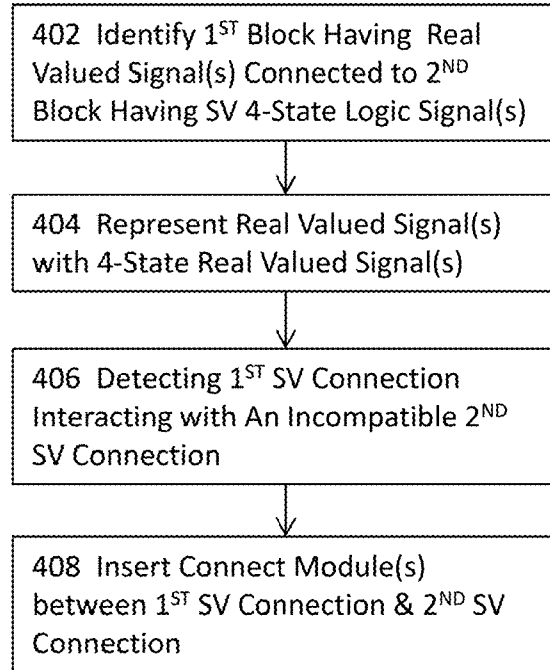 402 Identify 1ST Block Having Real
Valued Signal(s) Connected to 2ND
Block Having SV 4-State Logic Signal(s)
404 Represent Real Valued Signal(s)
with 4-State Real Valued Signal(s)
406 Detecting 1ST SV Connection
Interacting with An Incompatible 2ND
SV Connection
408 Insert Connect Module(s)
between 1ST SV Connection & 2ND SV
Connection